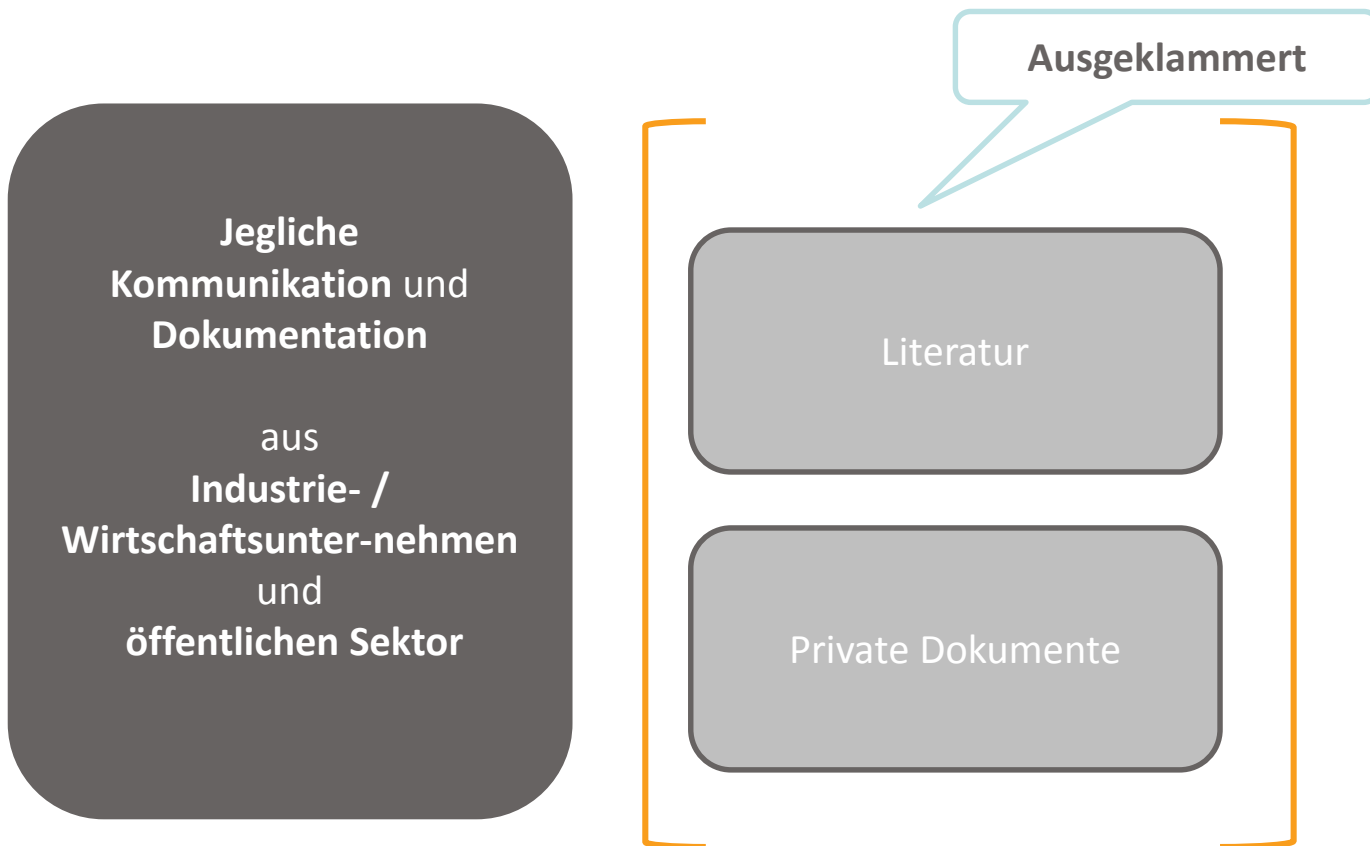 Ausgeklammert
Jegliche
Kommunikation und
Dokumentation
aus
Industrie- /
Wirtschaftsunter-nehmen
und
öffentlichen Sektor
Literatur
Private Dokumente